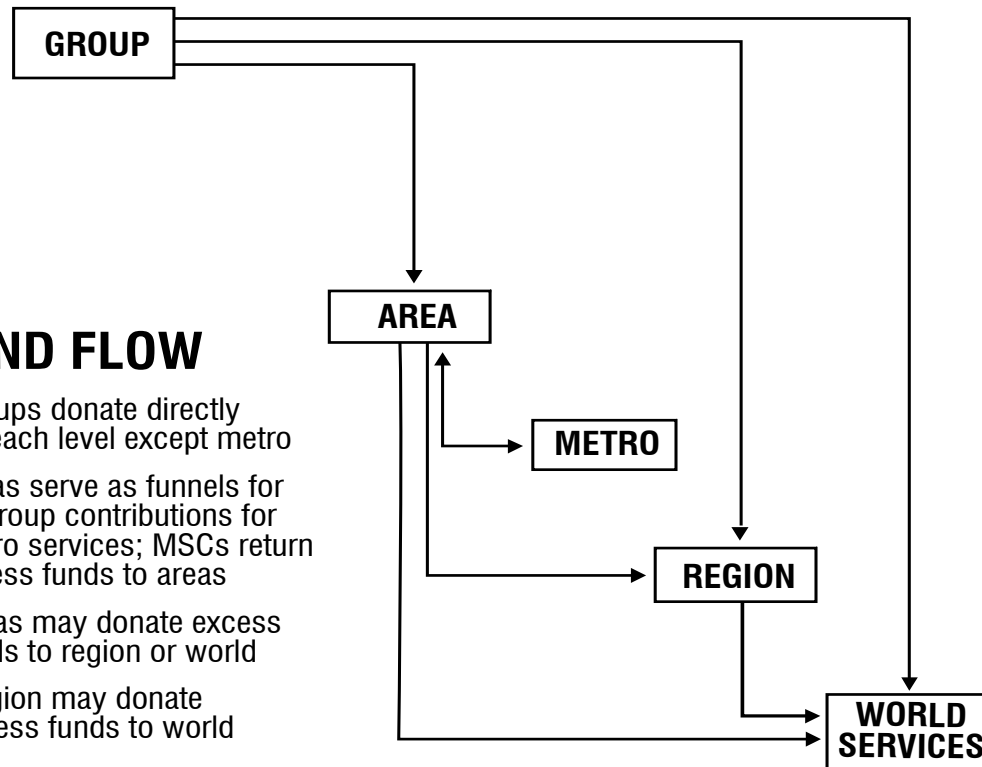 GROUP
AREA
ND FLOW
ups donate directly
each level except metro
METRO
as serve as funnels for
roup contributions for
ro services; MSCs return
ess funds to areas
REGION
as may donate excess
ds to region or world
gion may donate
ess funds to world
WORLD
SERVICES